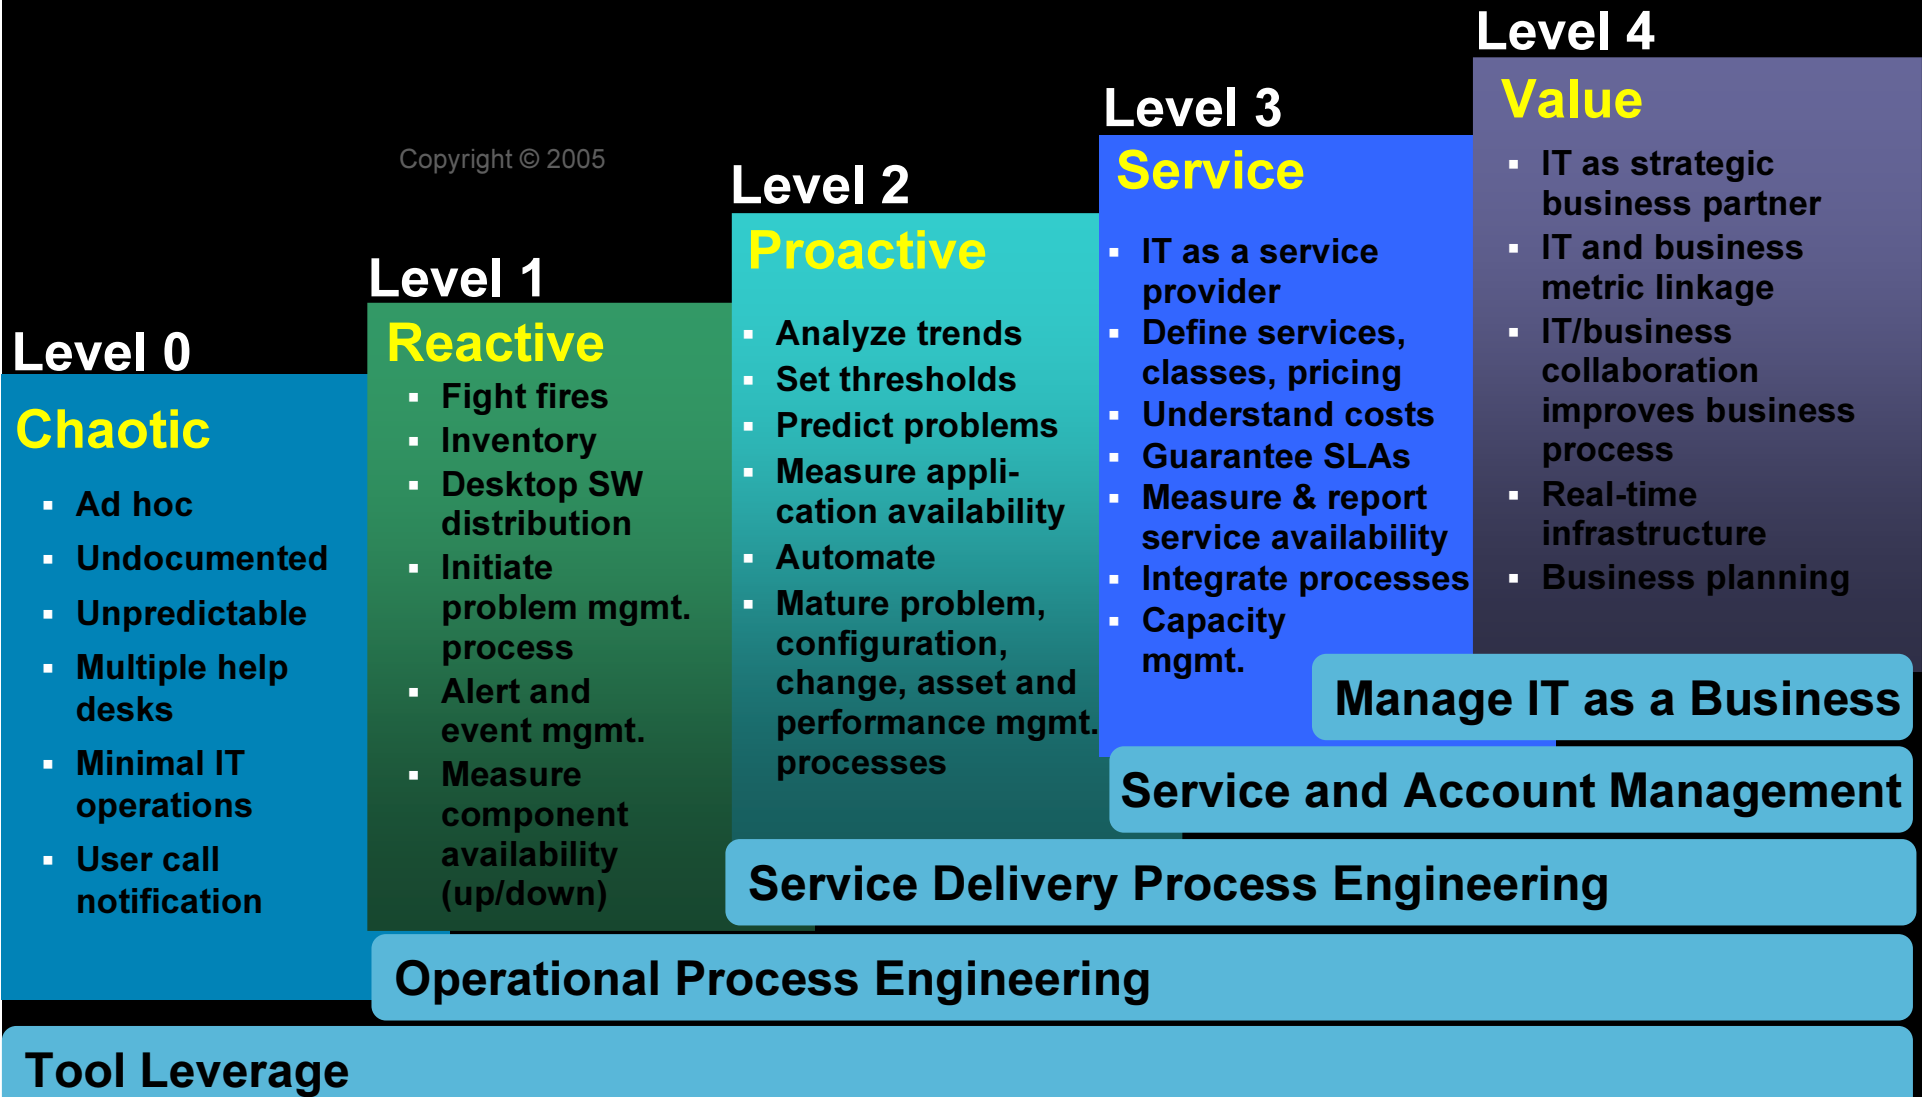 Level 0
Chaotic
Ad hoc
Undocumented
Unpredictable
Multiple help
desks
Minimal IT
operations
User call
notification
Copyright © 2005
Level 1
Reactive
Fight fires
Inventory
Desktop SW
distribution
Initiate
problem mgmt.
process
Alert and
event mgmt.
Measure
component
availability
(up/down)
Level 2
Proactive
Analyze trends
Set thresholds
Predict problems
Measure appli-
cation availability
Automate
Mature problem,
configuration,
change, asset and
performance mgmt.
processes
Level 3
Service
IT as a service
provider
Define services,
classes, pricing
Understand costs
Guarantee SLAs
Measure & report
service availability
Integrate processes
Capacity
mgmt.
Level 4
Value
IT as strategic
business partner
IT and business
metric linkage
IT/business
collaboration
improves business
process
Real-time
infrastructure
Business planning
Manage IT as a Business
Service and Account Management
Service Delivery Process Engineering
Operational Process Engineering
Tool Leverage